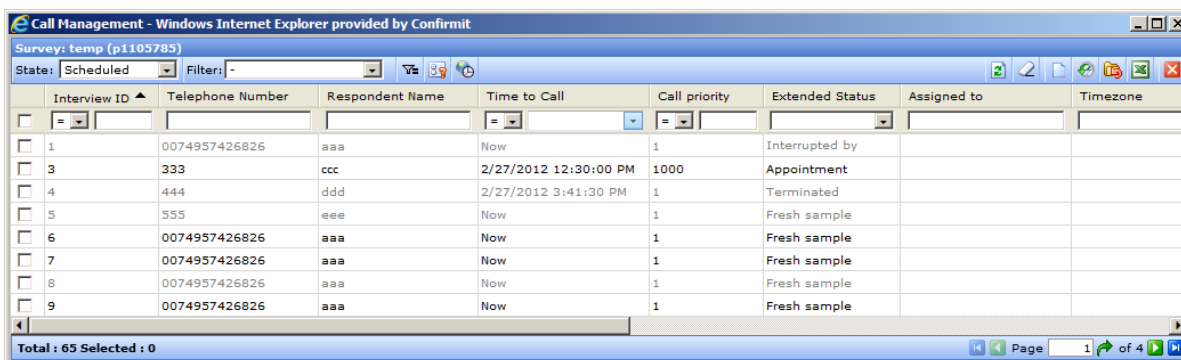 Call Management - Windows Internet Explorer provided by Confirmit
Survey: temp (p1105785)
State: Scheduled Filter: -
Interview ID Telephone Number Respondent Name Time to Call Call priority Extended Status Assigned to Timezone
= = =
1 0074957426826 aaa Now 1 Interrupted by
3 333 ccc 2/27/2012 12:30:00 PM 1000 Appointment
4 444 ddd 2/27/2012 3:41:30 PM 1 Terminated
5 555 eee Now 1 Fresh sample
6 0074957426826 aaa Now 1 Fresh sample
7 0074957426826 aaa Now 1 Fresh sample
8 0074957426826 aaa Now 1 Fresh sample
9 0074957426826 aaa Now 1 Fresh sample
Total : 65 Selected : 0 Page 1 of 4